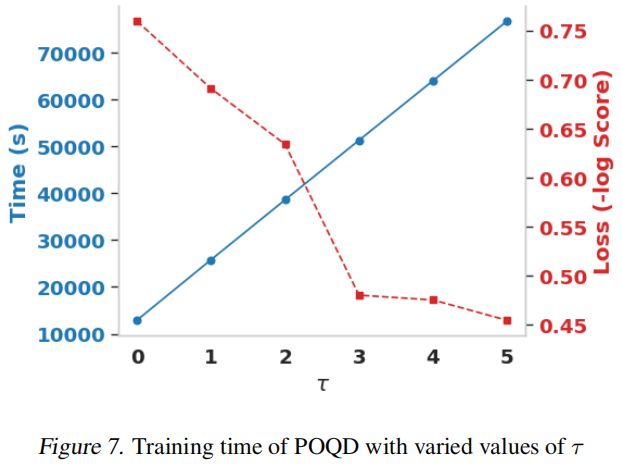 70000
60000
50000
40000
30000
20000
10000
Time (s)
0.75
0.70
0.65
0.60
0.55
0.50
0.45
Loss (-log Score)
0 1 2 3 4 5
τ
Figure 7. Training time of POQD with varied values of τ